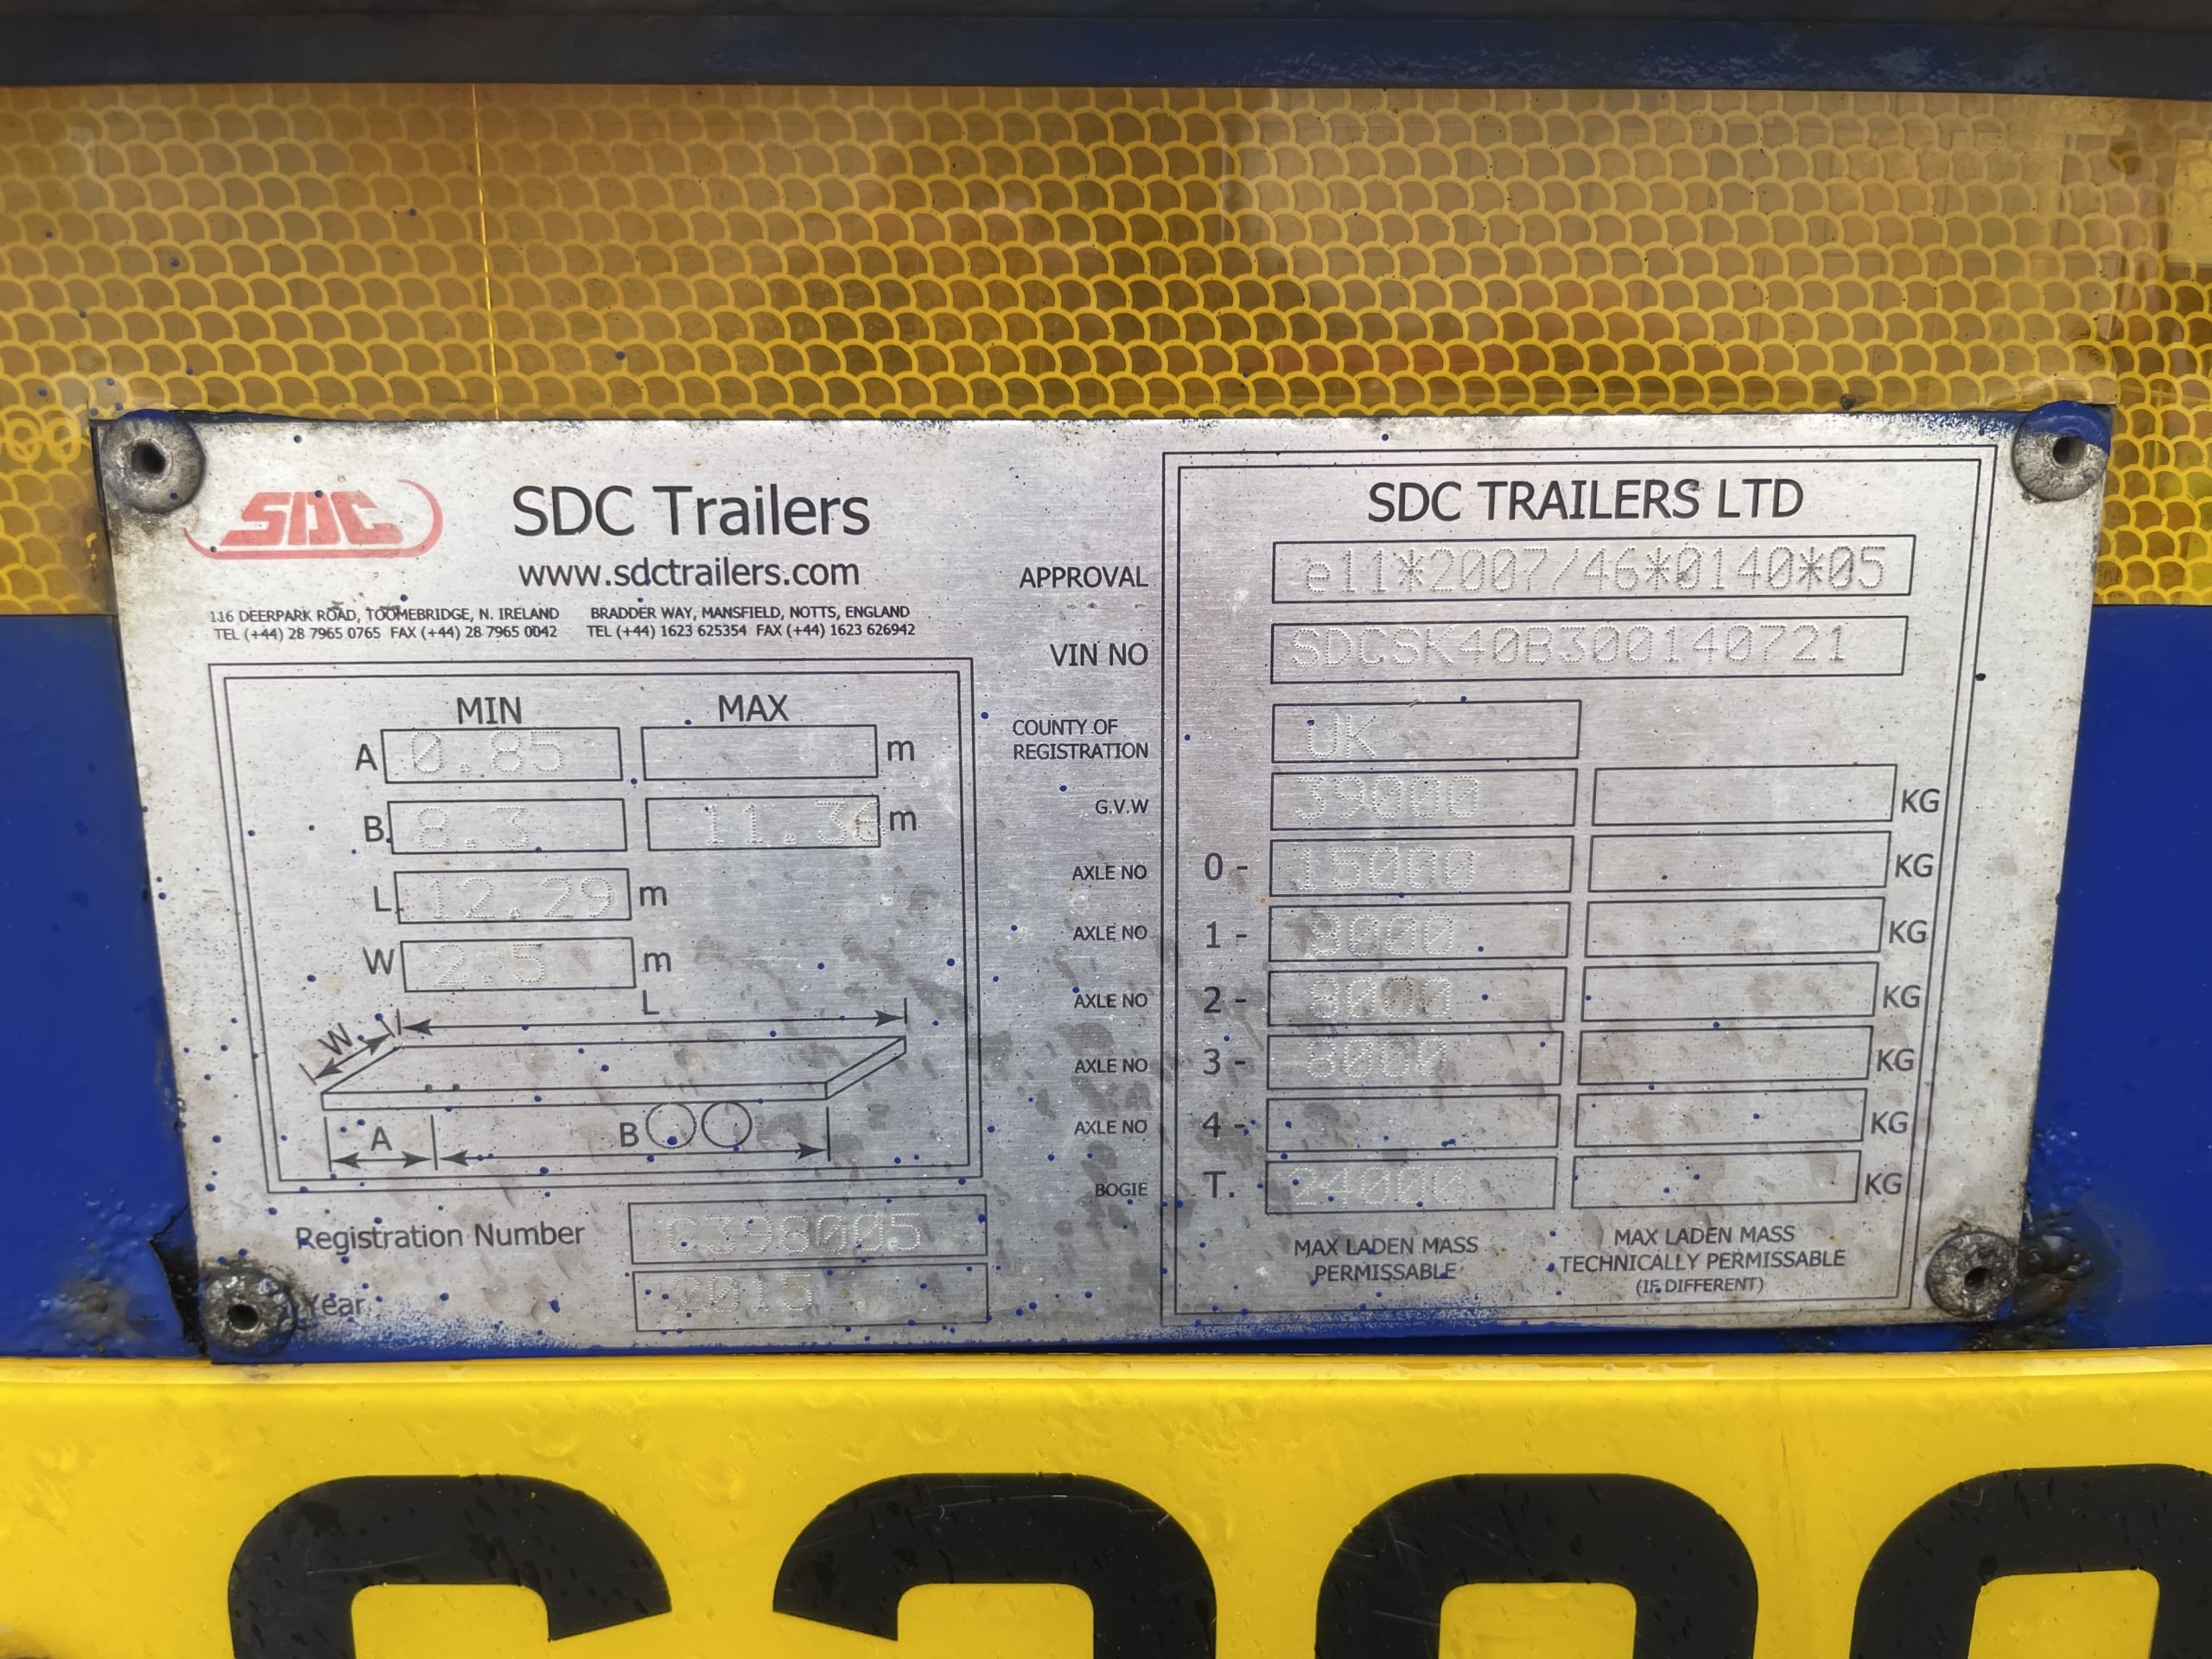 SDC
SDC Trailers
www.sdctrailers.com
116 DEERPARK ROAD, TOOMEBRIDGE, N. IRELAND
TEL (+44) 28 7965 0765 FAX (+44) 28 7965 0042
BRADDER WAY, MANSFIELD, NOTTS, ENGLAND
TEL (+44) 1623 625354 FAX (+44) 1623 626942
MIN MAX
A 0.85 m
B 8.3 11.36 m
L 12.29 m
W 2.5 m
L
W
A B
Registration Number C398005
Year 2015
SDC TRAILERS LTD
APPROVAL e11*2007/46*0140*05
VIN NO SDCSK40B300140721
COUNTY OF
REGISTRATION
UK
G.V.W 39000 KG
AXLE NO 0 - 15000 KG
AXLE NO 1 - 8000 KG
AXLE NO 2 - 8000 KG
AXLE NO 3 - 8000 KG
AXLE NO 4 - KG
BOGIE T. 24000 KG
MAX LADEN MASS
PERMISSABLE
MAX LADEN MASS
TECHNICALLY PERMISSABLE
(IF DIFFERENT)